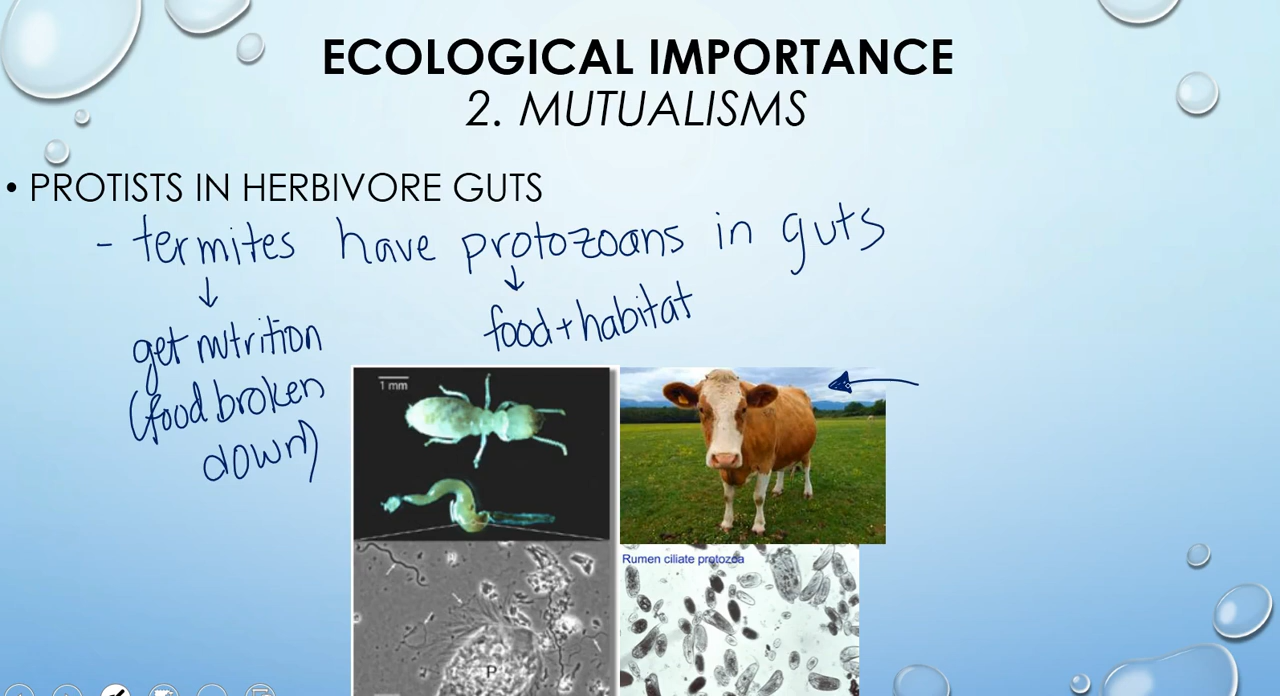 ECOLOGICAL IMPORTANCE
2. MUTUALISMS
• PROTISTS IN HERBIVORE GUTS
- termites have protozoans in guts
↓ ↓
food+habitat
get nutrition
(food broken
down)
1 mm
Rumen ciliate protozoa
P